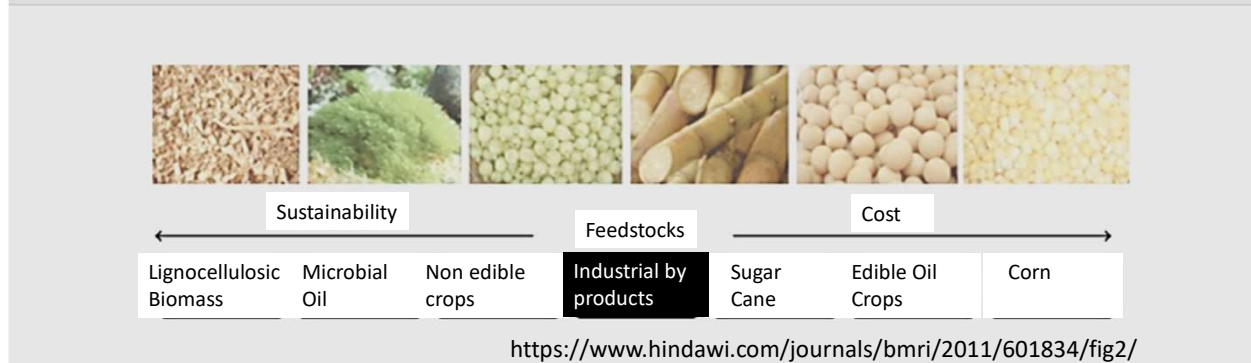 Sustainability
Cost
Feedstocks
Lignocellulosic
Biomass
Microbial
Oil
Non edible
crops
Industrial by
products
Sugar
Cane
Edible Oil
Crops
Corn
https://www.hindawi.com/journals/bmri/2011/601834/fig2/